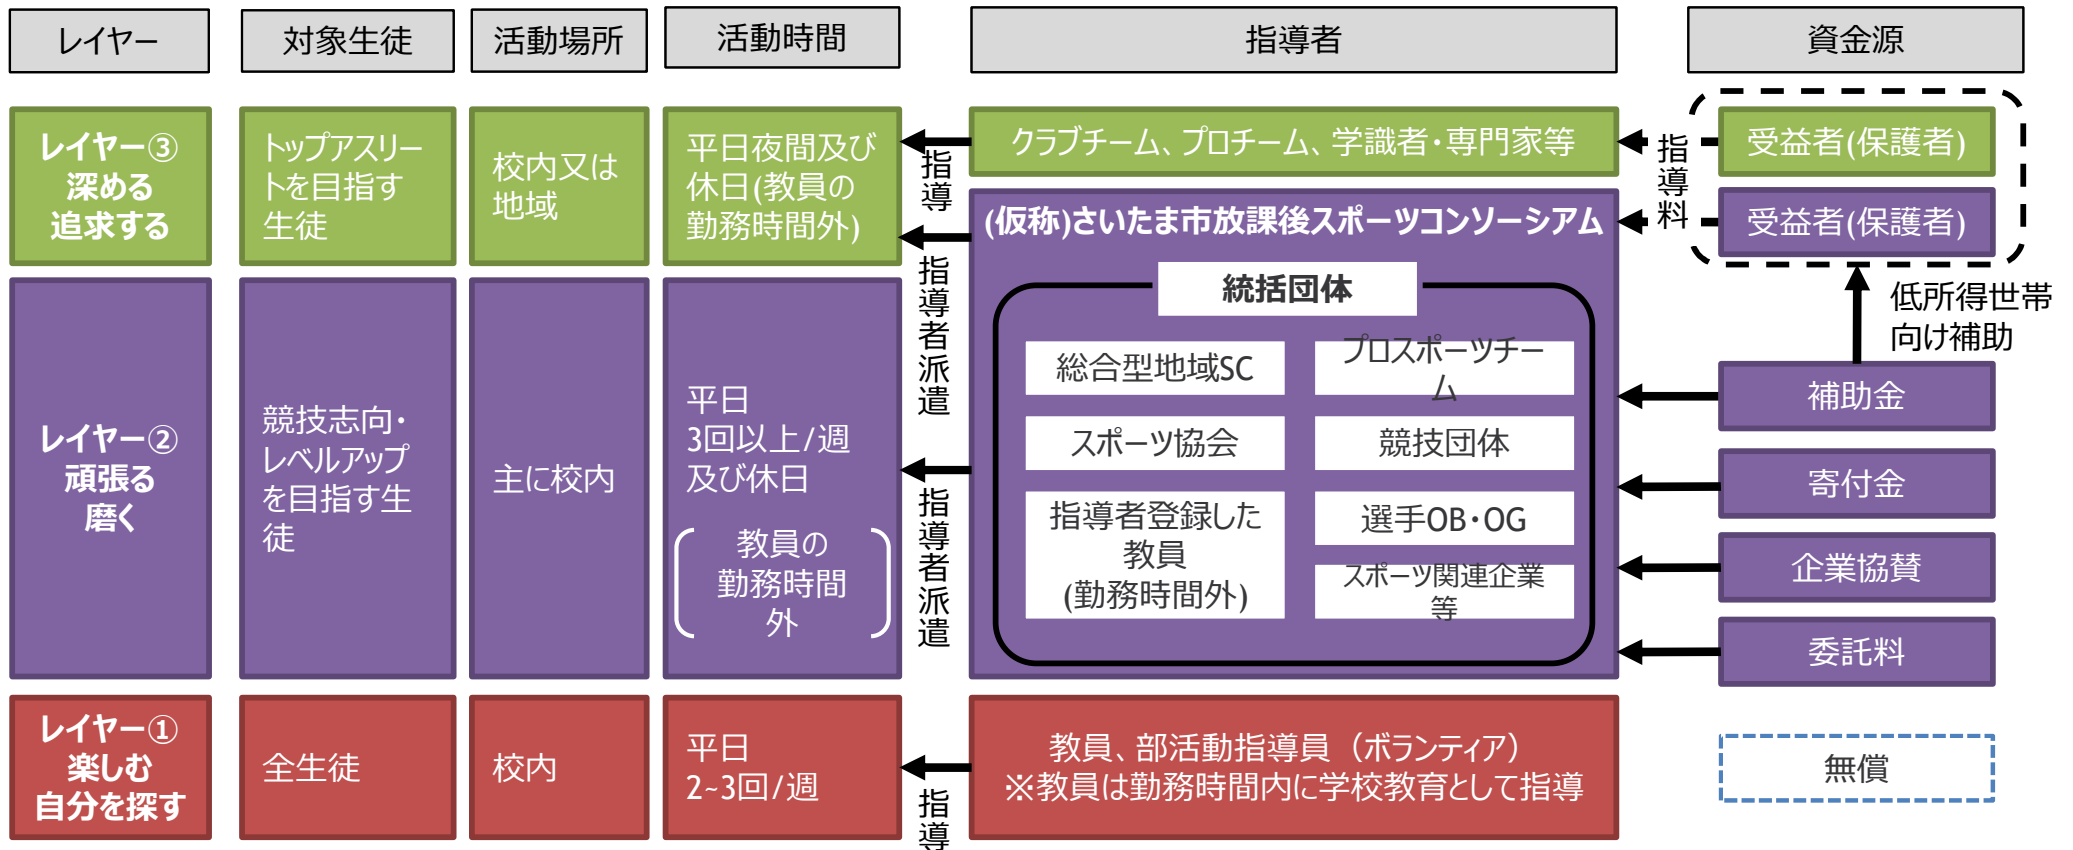 レイヤー
対象生徒
活動場所
活動時間
指導者
資金源
レイヤー③
深める
追求する
トップアスリー
トを目指す
生徒
校内又は
地域
平日夜間及び
休日(教員の
勤務時間外)
指導
クラブチーム、プロチーム、学識者・専門家等
指導料
受益者(保護者)
受益者(保護者)
指導者派遣
(仮称)さいたま市放課後スポーツコンソーシアム
統括団体
総合型地域SC
プロスポーツチー
ム
スポーツ協会
競技団体
指導者登録した
教員
(勤務時間外)
選手OB・OG
スポーツ関連企業
等
低所得世帯
向け補助
補助金
寄付金
企業協賛
委託料
レイヤー②
頑張る
磨く
競技志向・
レベルアップ
を目指す生
徒
主に校内
平日
3回以上/週
及び休日
教員の
勤務時間
外
指導者派遣
レイヤー①
楽しむ
自分を探す
全生徒
校内
平日
2~3回/週
指導
教員、部活動指導員（ボランティア）
※教員は勤務時間内に学校教育として指導
無償